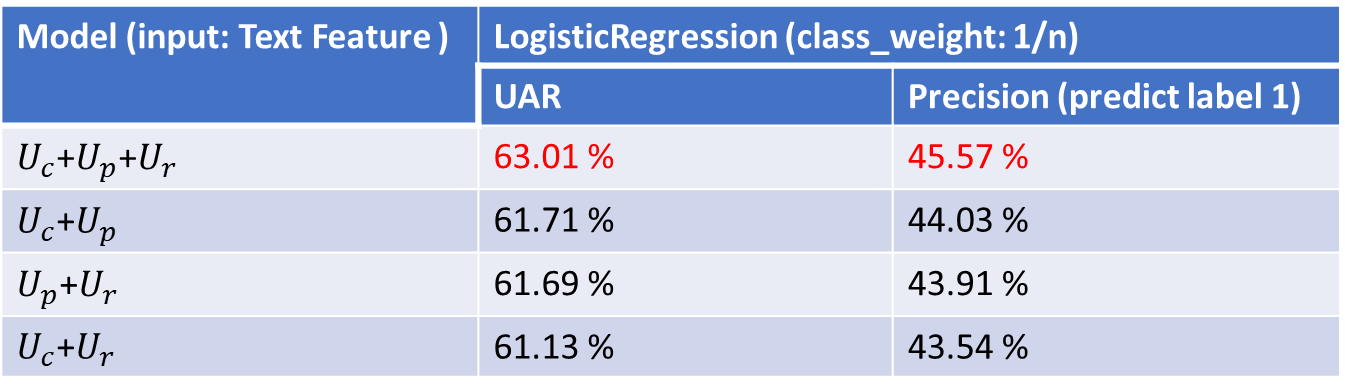 Model (input: Text Feature ) LogisticRegression (class_weight: 1/n)
UAR Precision (predict label 1)
U_c+U_p+U_r 63.01 % 45.57 %
U_c+U_p 61.71 % 44.03 %
U_p+U_r 61.69 % 43.91 %
U_c+U_r 61.13 % 43.54 %